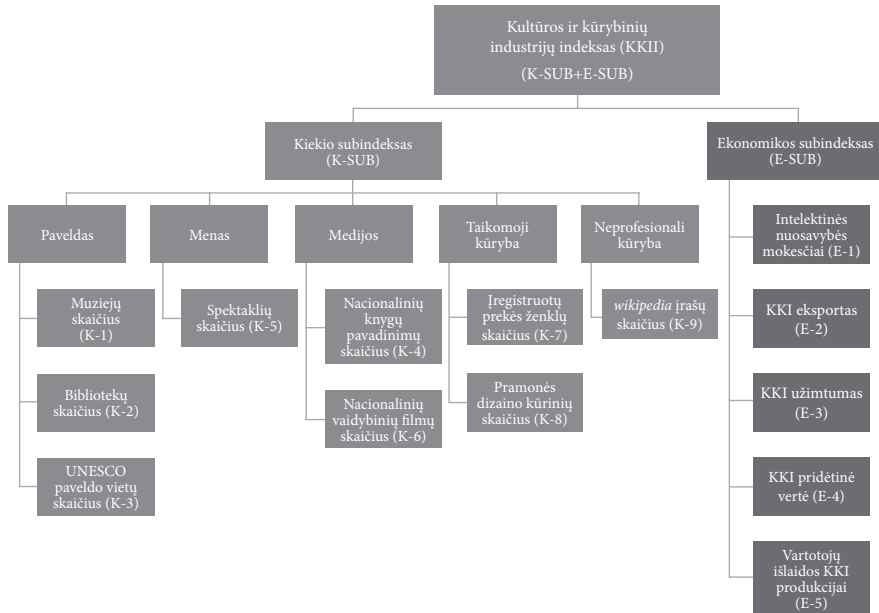 Kultūros ir kūrybinių
industrijų indeksas (KKII)
(K-SUB+E-SUB)
Kiekio subindeksas
(K-SUB)
Ekonomikos subindeksas
(E-SUB)
Paveldas
Menas
Medijos
Taikomoji
kūryba
Neprofesionali
kūryba
Muziejų
skaičius
(K-1)
Bibliotekų
skaičius (K-2)
UNESCO
paveldo vietų
skaičius (K-3)
Spektaklių
skaičius (K-5)
Nacionalinių
knygų
pavadinimų
skaičius (K-4)
Nacionalinių
vaidybinių filmų
skaičius (K-6)
Įregistruotų
prekės ženklų
skaičius (K-7)
Pramonės
dizaino kūrinių
skaičius (K-8)
wikipedia įrašų
skaičius (K-9)
Intelektinės
nuosavybės
mokesčiai (E-1)
KKI eksportas
(E-2)
KKI užimtumas
(E-3)
KKI pridėtinė
vertė (E-4)
Vartotojų
išlaidos KKI
produkcijai
(E-5)